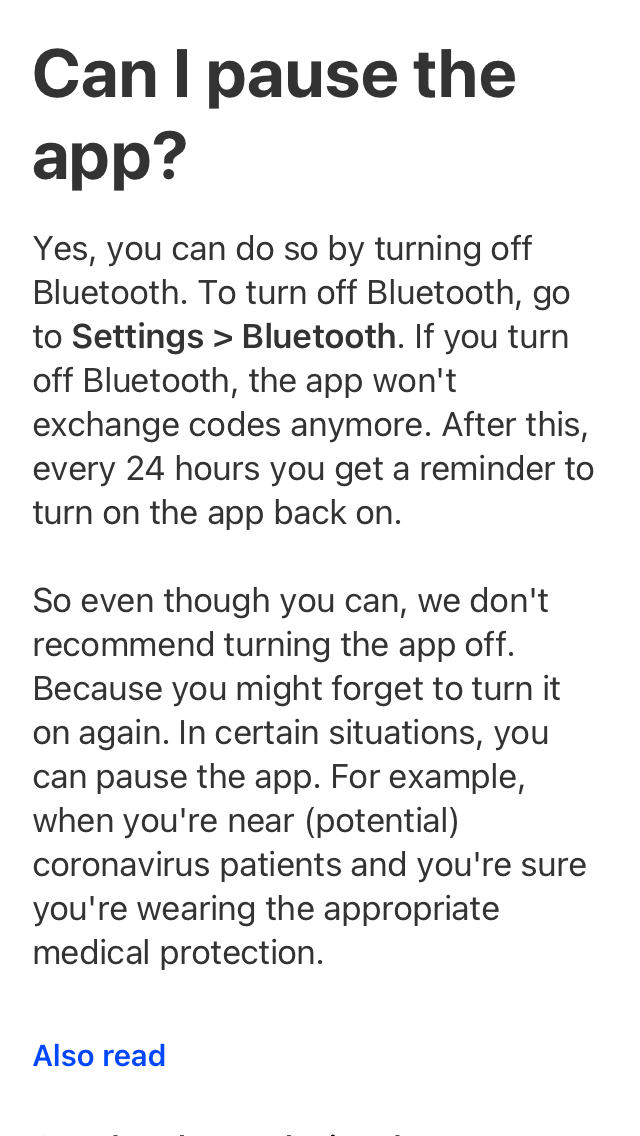 Can I pause the
app?
Yes, you can do so by turning off
Bluetooth. To turn off Bluetooth, go
to Settings > Bluetooth. If you turn
off Bluetooth, the app won't
exchange codes anymore. After this,
every 24 hours you get a reminder to
turn on the app back on.
So even though you can, we don't
recommend turning the app off.
Because you might forget to turn it
on again. In certain situations, you
can pause the app. For example,
when you're near (potential)
coronavirus patients and you're sure
you're wearing the appropriate
medical protection.
Also read